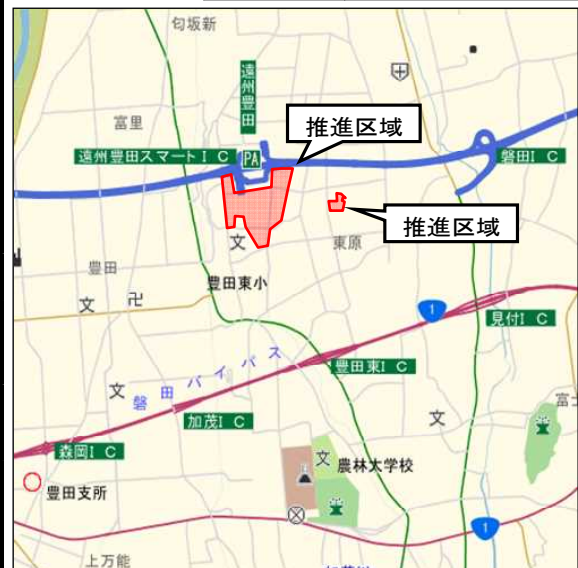 匂坂新
遠州豊田
富里
推進区域
遠州豊田スマートＩＣ
PA
磐田ＩＣ
推進区域
文
東原
豊田
豊田東小
文
卍
1
見付ＩＣ
豊田東ＩＣ
磐田バイパス
文
文
加茂ＩＣ
森岡ＩＣ
文
農林大学校
豊田支所
1
上万能